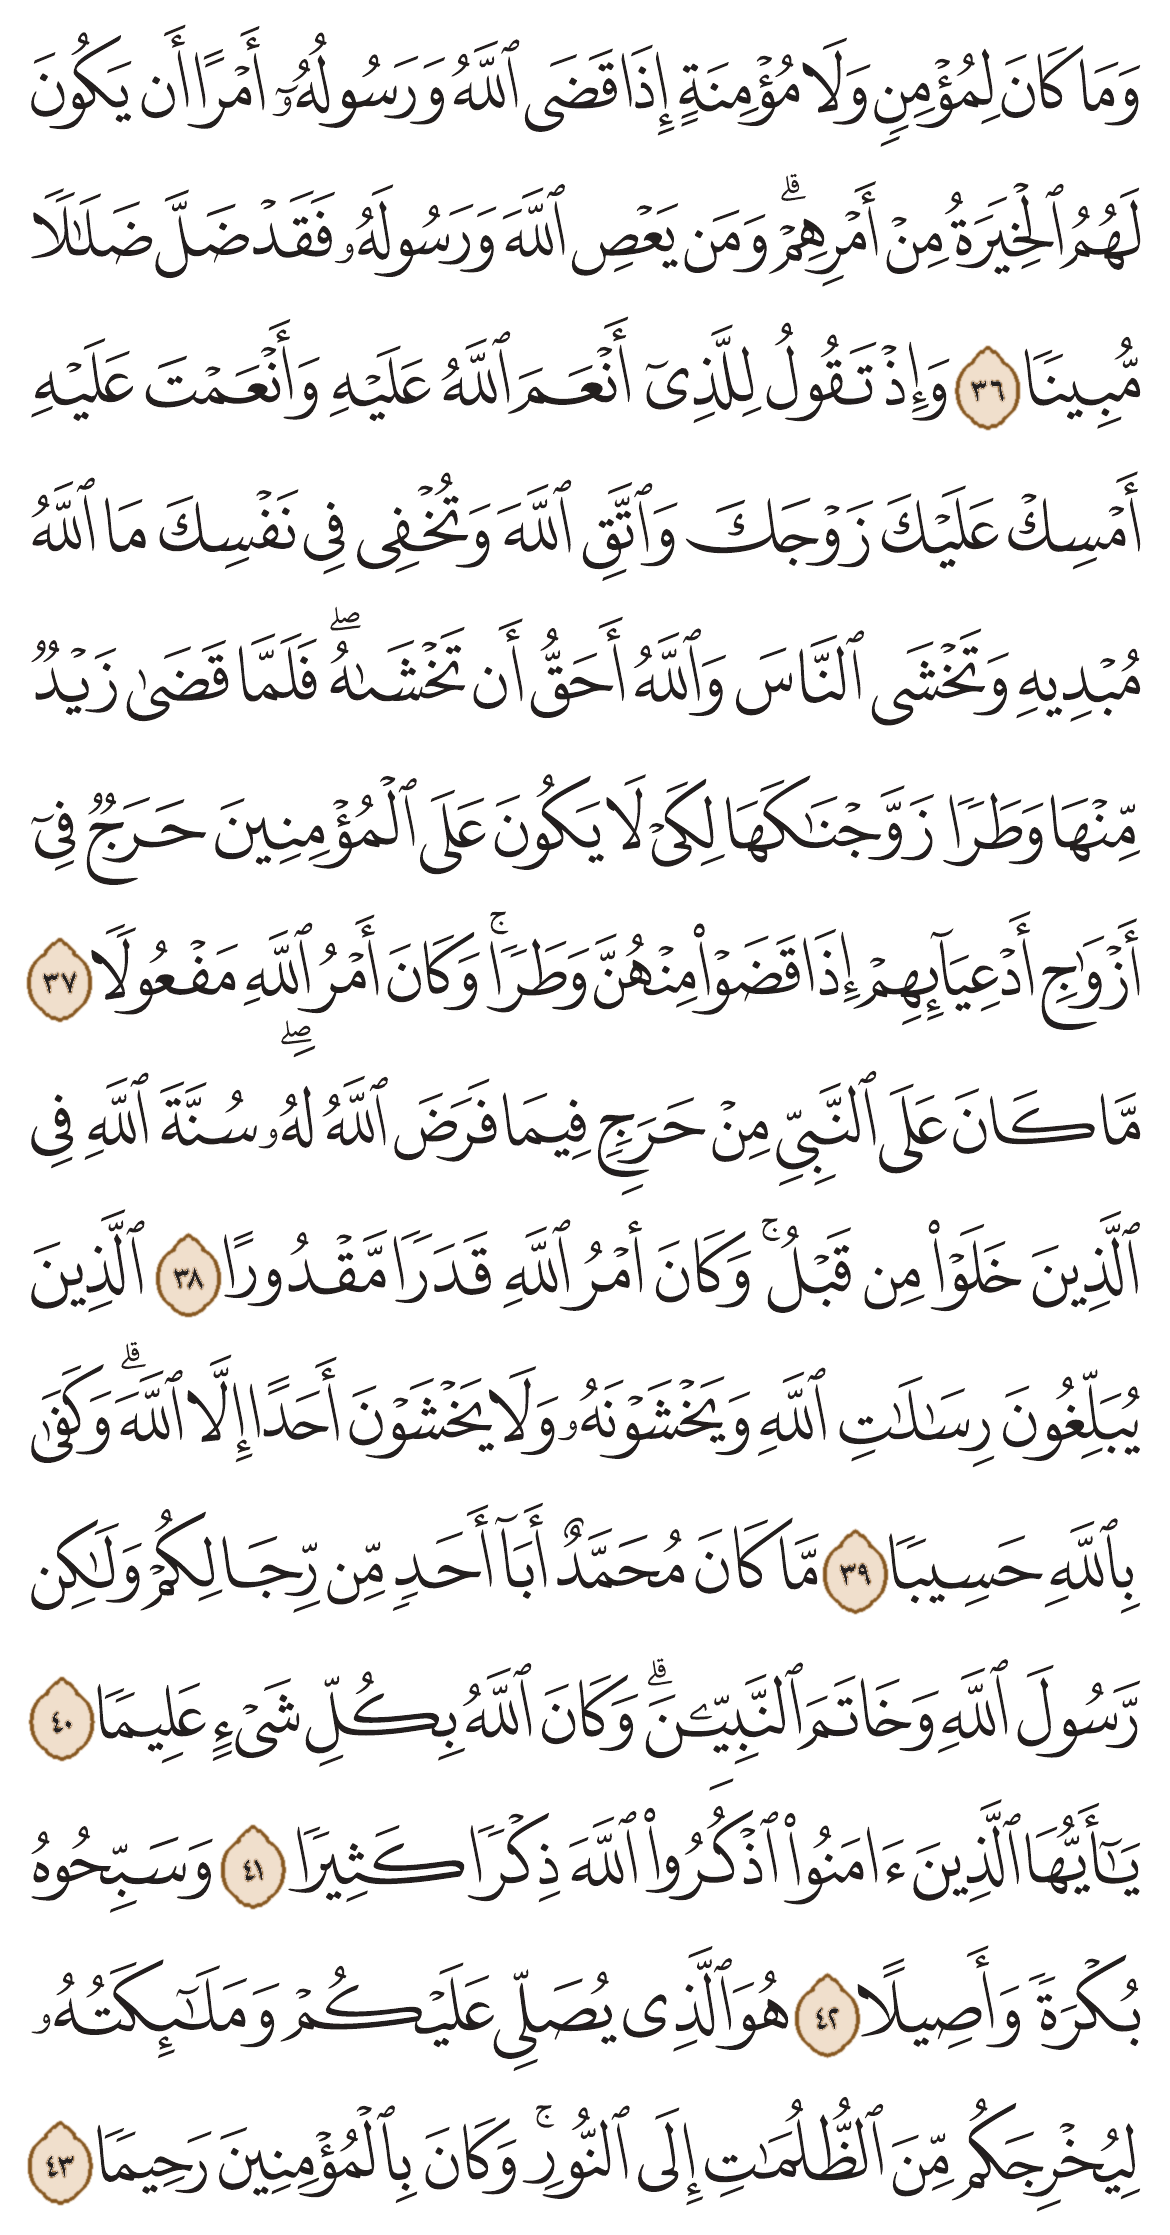 وَمَا كَانَ لِمُؤْمِنٍ وَلَا مُؤْمِنَةٍ إِذَا قَضَى ٱللَّهُ وَرَسُولُهُۥٓ أَمْرًا أَن يَكُونَ
لَهُمُ ٱلْخِيَرَةُ مِنْ أَمْرِهِمْ ۗ وَمَن يَعْصِ ٱللَّهَ وَرَسُولَهُۥ فَقَدْ ضَلَّ ضَلَـٰلًا
مُّبِينًا ٣٦ وَإِذْ تَقُولُ لِلَّذِىٓ أَنْعَمَ ٱللَّهُ عَلَيْهِ وَأَنْعَمْتَ عَلَيْهِ
أَمْسِكْ عَلَيْكَ زَوْجَكَ وَٱتَّقِ ٱللَّهَ وَتُخْفِى فِى نَفْسِكَ مَا ٱللَّهُ
مُبْدِيهِ وَتَخْشَى ٱلنَّاسَ وَٱللَّهُ أَحَقُّ أَن تَخْشَىٰهُ ۖ فَلَمَّا قَضَىٰ زَيْدٌ
مِّنْهَا وَطَرًا زَوَّجْنَـٰكَهَا لِكَىْ لَا يَكُونَ عَلَى ٱلْمُؤْمِنِينَ حَرَجٌ فِىٓ
أَزْوَٰجِ أَدْعِيَآئِهِمْ إِذَا قَضَوْا۟ مِنْهُنَّ وَطَرًا ۚ وَكَانَ أَمْرُ ٱللَّهِ مَفْعُولًا ٣٧
مَّا كَانَ عَلَى ٱلنَّبِىِّ مِنْ حَرَجٍ فِيمَا فَرَضَ ٱللَّهُ لَهُۥ ۖ سُنَّةَ ٱللَّهِ فِى
ٱلَّذِينَ خَلَوْا۟ مِن قَبْلُ ۚ وَكَانَ أَمْرُ ٱللَّهِ قَدَرًا مَّقْدُورًا ٣٨ ٱلَّذِينَ
يُبَلِّغُونَ رِسَـٰلَـٰتِ ٱللَّهِ وَيَخْشَوْنَهُۥ وَلَا يَخْشَوْنَ أَحَدًا إِلَّا ٱللَّهَ ۗ وَكَفَىٰ
بِٱللَّهِ حَسِيبًا ٣٩ مَّا كَانَ مُحَمَّدٌ أَبَآ أَحَدٍ مِّن رِّجَالِكُمْ وَلَـٰكِن
رَّسُولَ ٱللَّهِ وَخَاتَمَ ٱلنَّبِيِّـۧنَ ۗ وَكَانَ ٱللَّهُ بِكُلِّ شَىْءٍ عَلِيمًا ٤٠
يَـٰٓأَيُّهَا ٱلَّذِينَ ءَامَنُوا۟ ٱذْكُرُوا۟ ٱللَّهَ ذِكْرًا كَثِيرًا ٤١ وَسَبِّحُوهُ
بُكْرَةً وَأَصِيلًا ٤٢ هُوَ ٱلَّذِى يُصَلِّى عَلَيْكُمْ وَمَلَـٰٓئِكَتُهُۥ
لِيُخْرِجَكُم مِّنَ ٱلظُّلُمَـٰتِ إِلَى ٱلنُّورِ ۚ وَكَانَ بِٱلْمُؤْمِنِينَ رَحِيمًا ٤٣